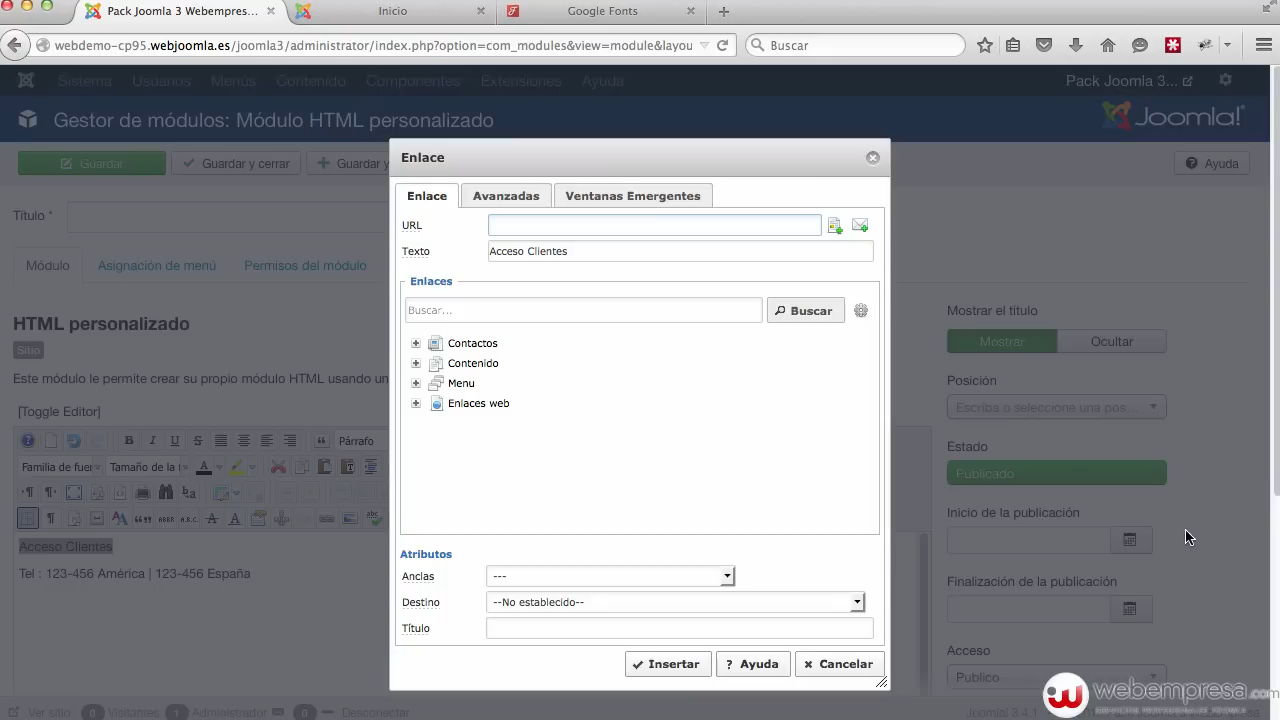 Pack Joomla 3 Webempres...
Inicio
Google Fonts
webdemo-cp95.webjoomla.es/joomla3/administrator/index.php?option=com_modules&view=module&layou
Buscar
Sistema Usuarios Menús Contenido Componentes Extensiones Ayuda
Pack Joomla 3...
Gestor de módulos: Módulo HTML personalizado
Joomla!
Guardar
Guardar y cerrar
Guardar y
Ayuda
Título *
Módulo
Asignación de menú
Permisos del módulo
HTML personalizado
Sitio
Este módulo le permite crear su propio módulo HTML usando un
[Toggle Editor]
Párrafo
Familia de fuer
Tamaño de la
Acceso Clientes
Tel : 123-456 América | 123-456 España
Enlace
Enlace
Avanzadas
Ventanas Emergentes
URL
Texto
Acceso Clientes
Enlaces
Buscar...
Buscar
Contactos
Contenido
Menu
Enlaces web
Atributos
Anclas
---
Destino
--No establecido--
Título
Insertar
Ayuda
Cancelar
Mostrar el título
Mostrar
Ocultar
Posición
Escriba o seleccione una pos...
Estado
Publicado
Inicio de la publicación
Finalización de la publicación
Acceso
Publico
webempresa.com
Ver sitio
0 Visitantes
1 Administrador
0
Desconectar
Joomla! 3.4.1